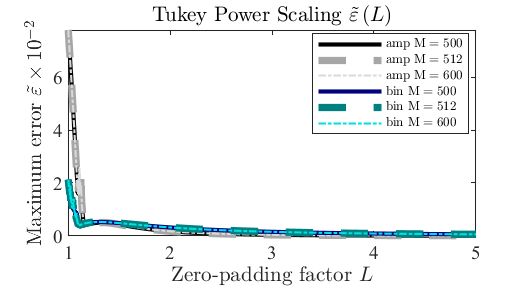 Tukey Power Scaling ε̃ (L)
Maximum error ε̃ × 10⁻²
6
4
2
0
amp M = 500
amp M = 512
amp M = 600
bin M = 500
bin M = 512
bin M = 600
1 2 3 4 5
Zero-padding factor L